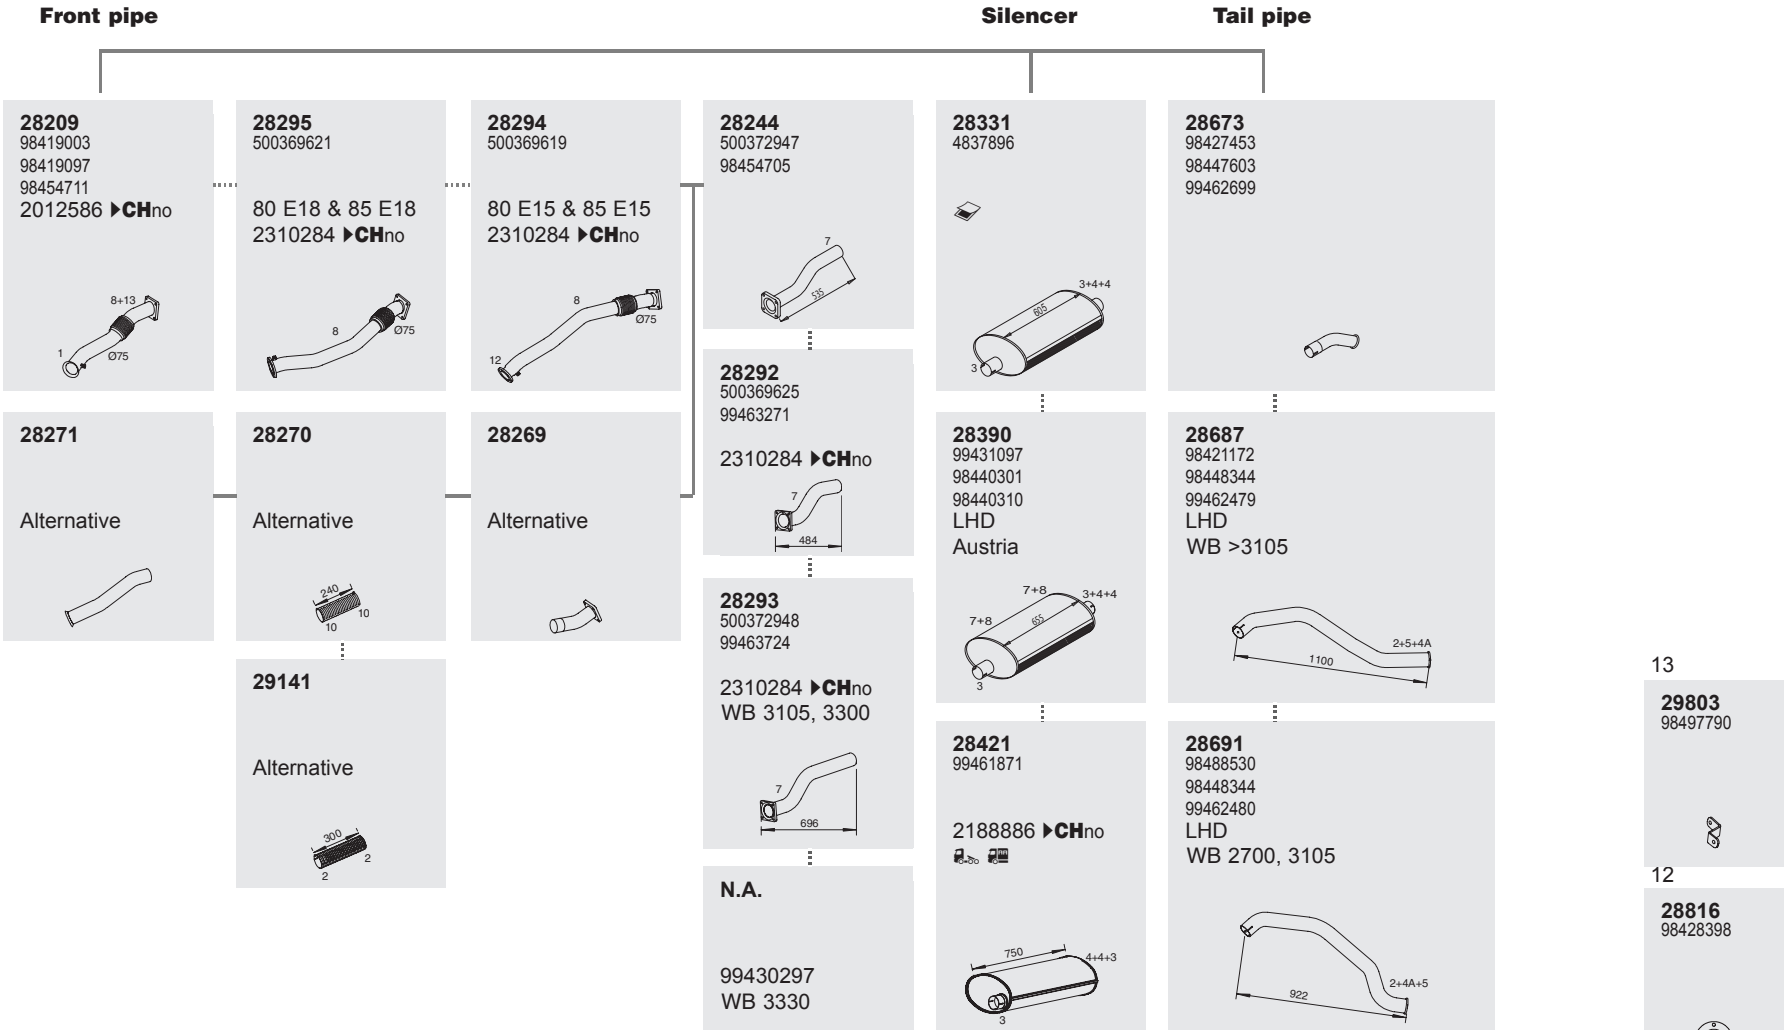 Front pipe
Silencer
Tail pipe
28209
98419003
98419097
98454711
2012586 ▶CHno
8+13
1
Ø75
28295
500369621
80 E18 & 85 E18
2310284 ▶CHno
8
Ø75
28294
500369619
80 E15 & 85 E15
2310284 ▶CHno
8
Ø75
12
28244
500372947
98454705
7
535
28331
4837896
3+4+4
605
3
28673
98427453
98447603
99462699
28271
Alternative
28270
Alternative
240
10
10
28269
Alternative
28292
500369625
99463271
2310284 ▶CHno
7
484
28390
99431097
98440301
98440310
LHD
Austria
7+8
3+4+4
7+8
655
3
28687
98421172
98448344
99462479
LHD
WB >3105
2+5+4A
1100
29141
Alternative
300
2
2
28293
500372948
99463724
2310284 ▶CHno
WB 3105, 3300
7
696
28421
99461871
2188886 ▶CHno
750
4+4+3
3
28691
98488530
98448344
99462480
LHD
WB 2700, 3105
2+4A+5
922
N.A.
99430297
WB 3330
13
29803
98497790
12
28816
98428398